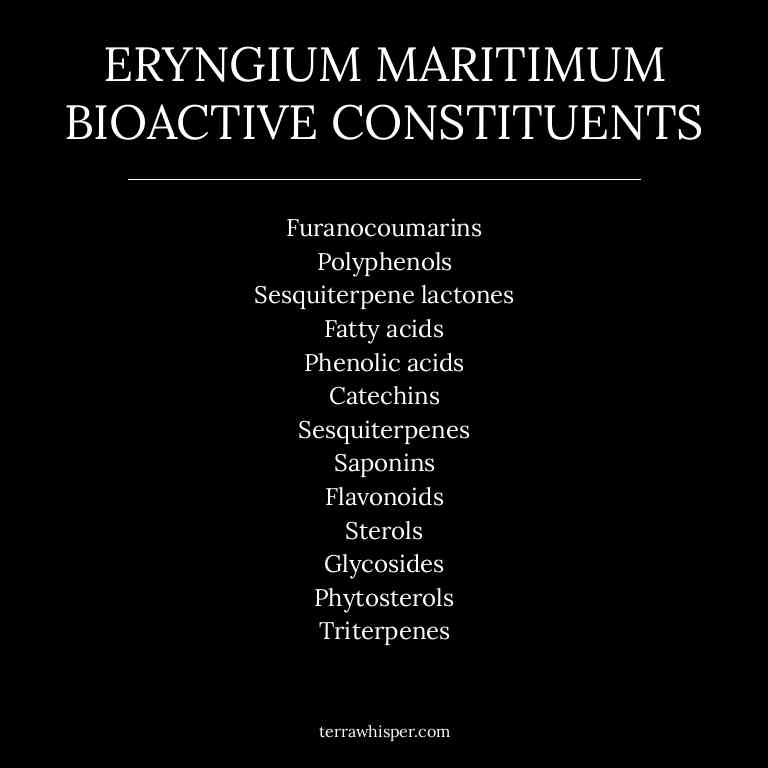 ERYNGIUM MARITIMUM
BIOACTIVE CONSTITUENTS
Furanocoumarins
Polyphenols
Sesquiterpene lactones
Fatty acids
Phenolic acids
Catechins
Sesquiterpenes
Saponins
Flavonoids
Sterols
Glycosides
Phytosterols
Triterpenes
terrawhisper.com